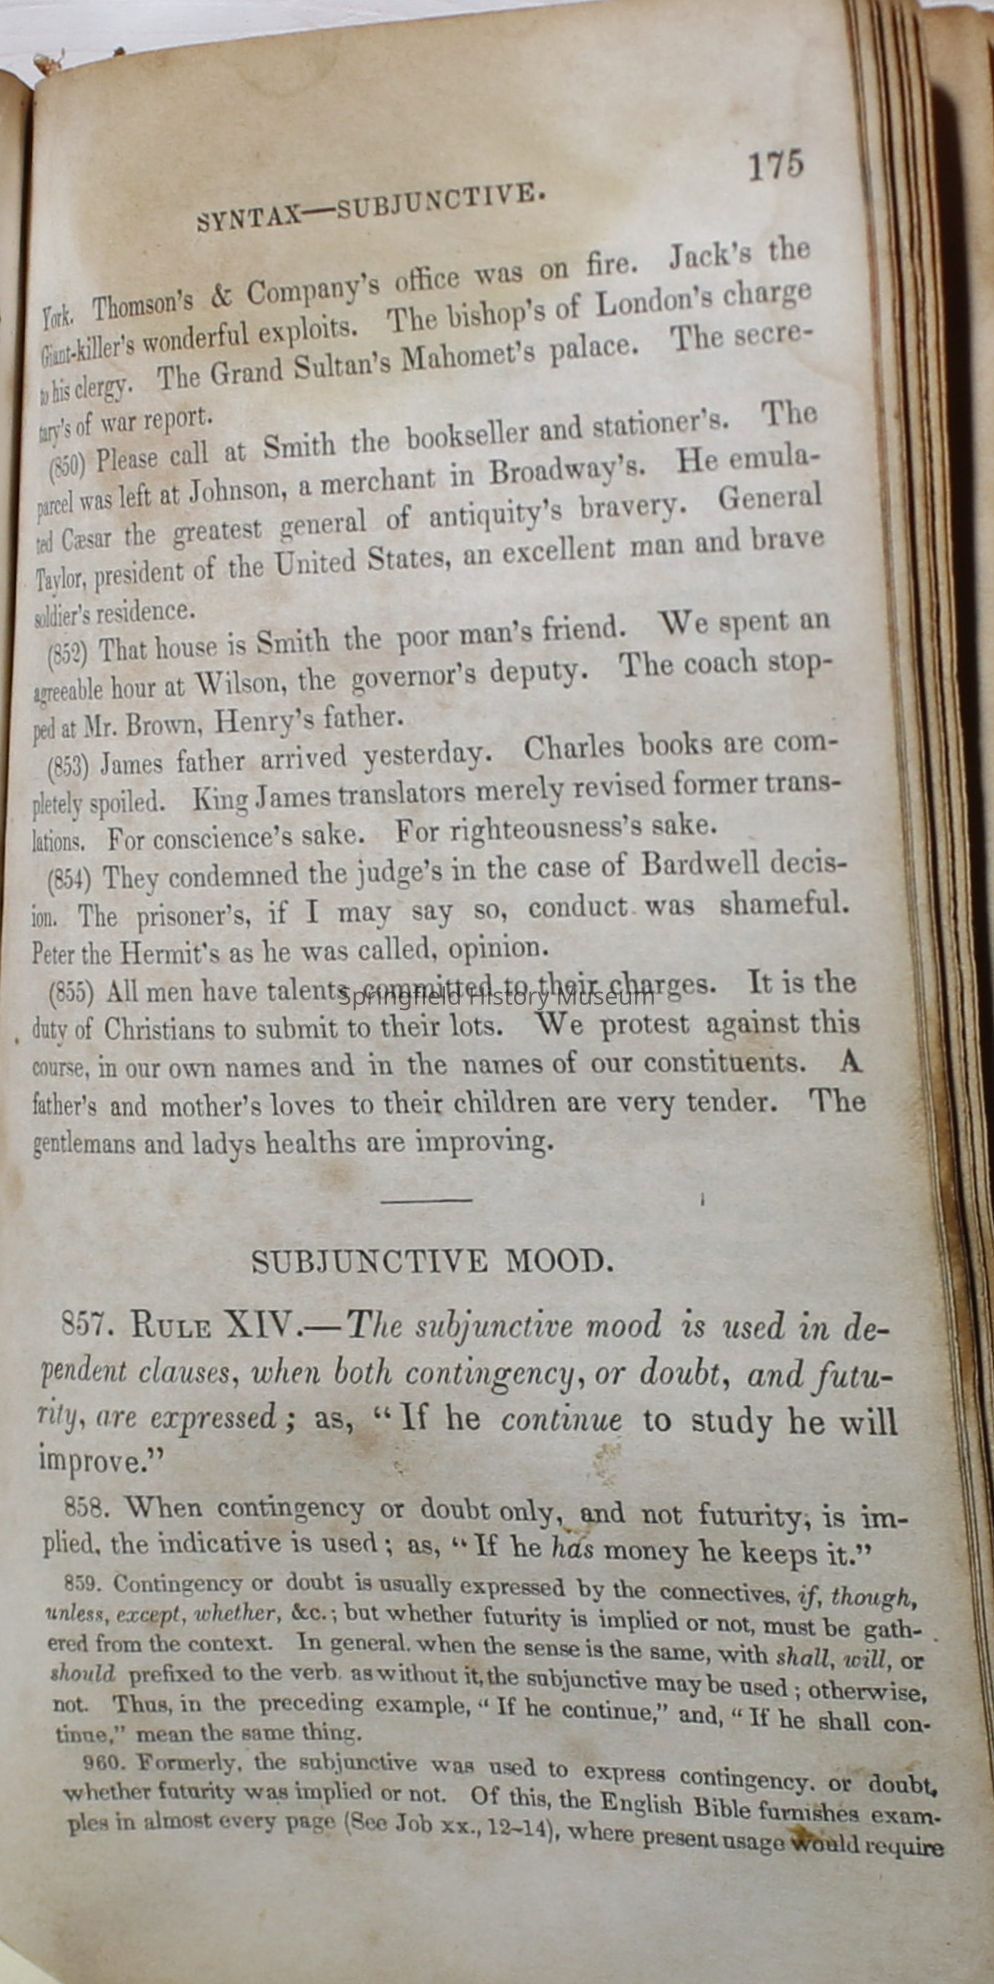 175
SYNTAX—SUBJUNCTIVE.
York. Thomson's & Company's office was on fire. Jack's the
Giant-killer's wonderful exploits. The bishop's of London's charge
to his clergy. The Grand Sultan's Mahomet's palace. The secre-
tary's of war report.
(850) Please call at Smith the bookseller and stationer's. The
parcel was left at Johnson, a merchant in Broadway's. He emula-
ted Cæsar the greatest general of antiquity's bravery. General
Taylor, president of the United States, an excellent man and brave
soldier's residence.
(852) That house is Smith the poor man's friend. We spent an
agreeable hour at Wilson, the governor's deputy. The coach stop-
ped at Mr. Brown, Henry's father.
(853) James father arrived yesterday. Charles books are com-
pletely spoiled. King James translators merely revised former trans-
lations. For conscience's sake. For righteousness's sake.
(854) They condemned the judge's in the case of Bardwell decis-
ion. The prisoner's, if I may say so, conduct was shameful.
Peter the Hermit's as he was called, opinion.
(855) All men have talents committed to their charges. It is the
Springfield History Museum
duty of Christians to submit to their lots. We protest against this
course, in our own names and in the names of our constituents. A
father's and mother's loves to their children are very tender. The
gentlemans and ladys healths are improving.
SUBJUNCTIVE MOOD.
857. RULE XIV.—The subjunctive mood is used in de-
pendent clauses, when both contingency, or doubt, and futu-
rity, are expressed; as, "If he continue to study he will
improve."
858. When contingency or doubt only, and not futurity, is im-
plied, the indicative is used; as, "If he has money he keeps it."
859. Contingency or doubt is usually expressed by the connectives, if, though,
unless, except, whether, &c.; but whether futurity is implied or not, must be gath-
ered from the context. In general, when the sense is the same, with shall, will, or
should prefixed to the verb, as without it, the subjunctive may be used; otherwise,
not. Thus, in the preceding example, "If he continue," and, "If he shall con-
tinue," mean the same thing.
960. Formerly, the subjunctive was used to express contingency, or doubt,
whether futurity was implied or not. Of this, the English Bible furnishes exam-
ples in almost every page (See Job xx., 12-14), where present usage would require